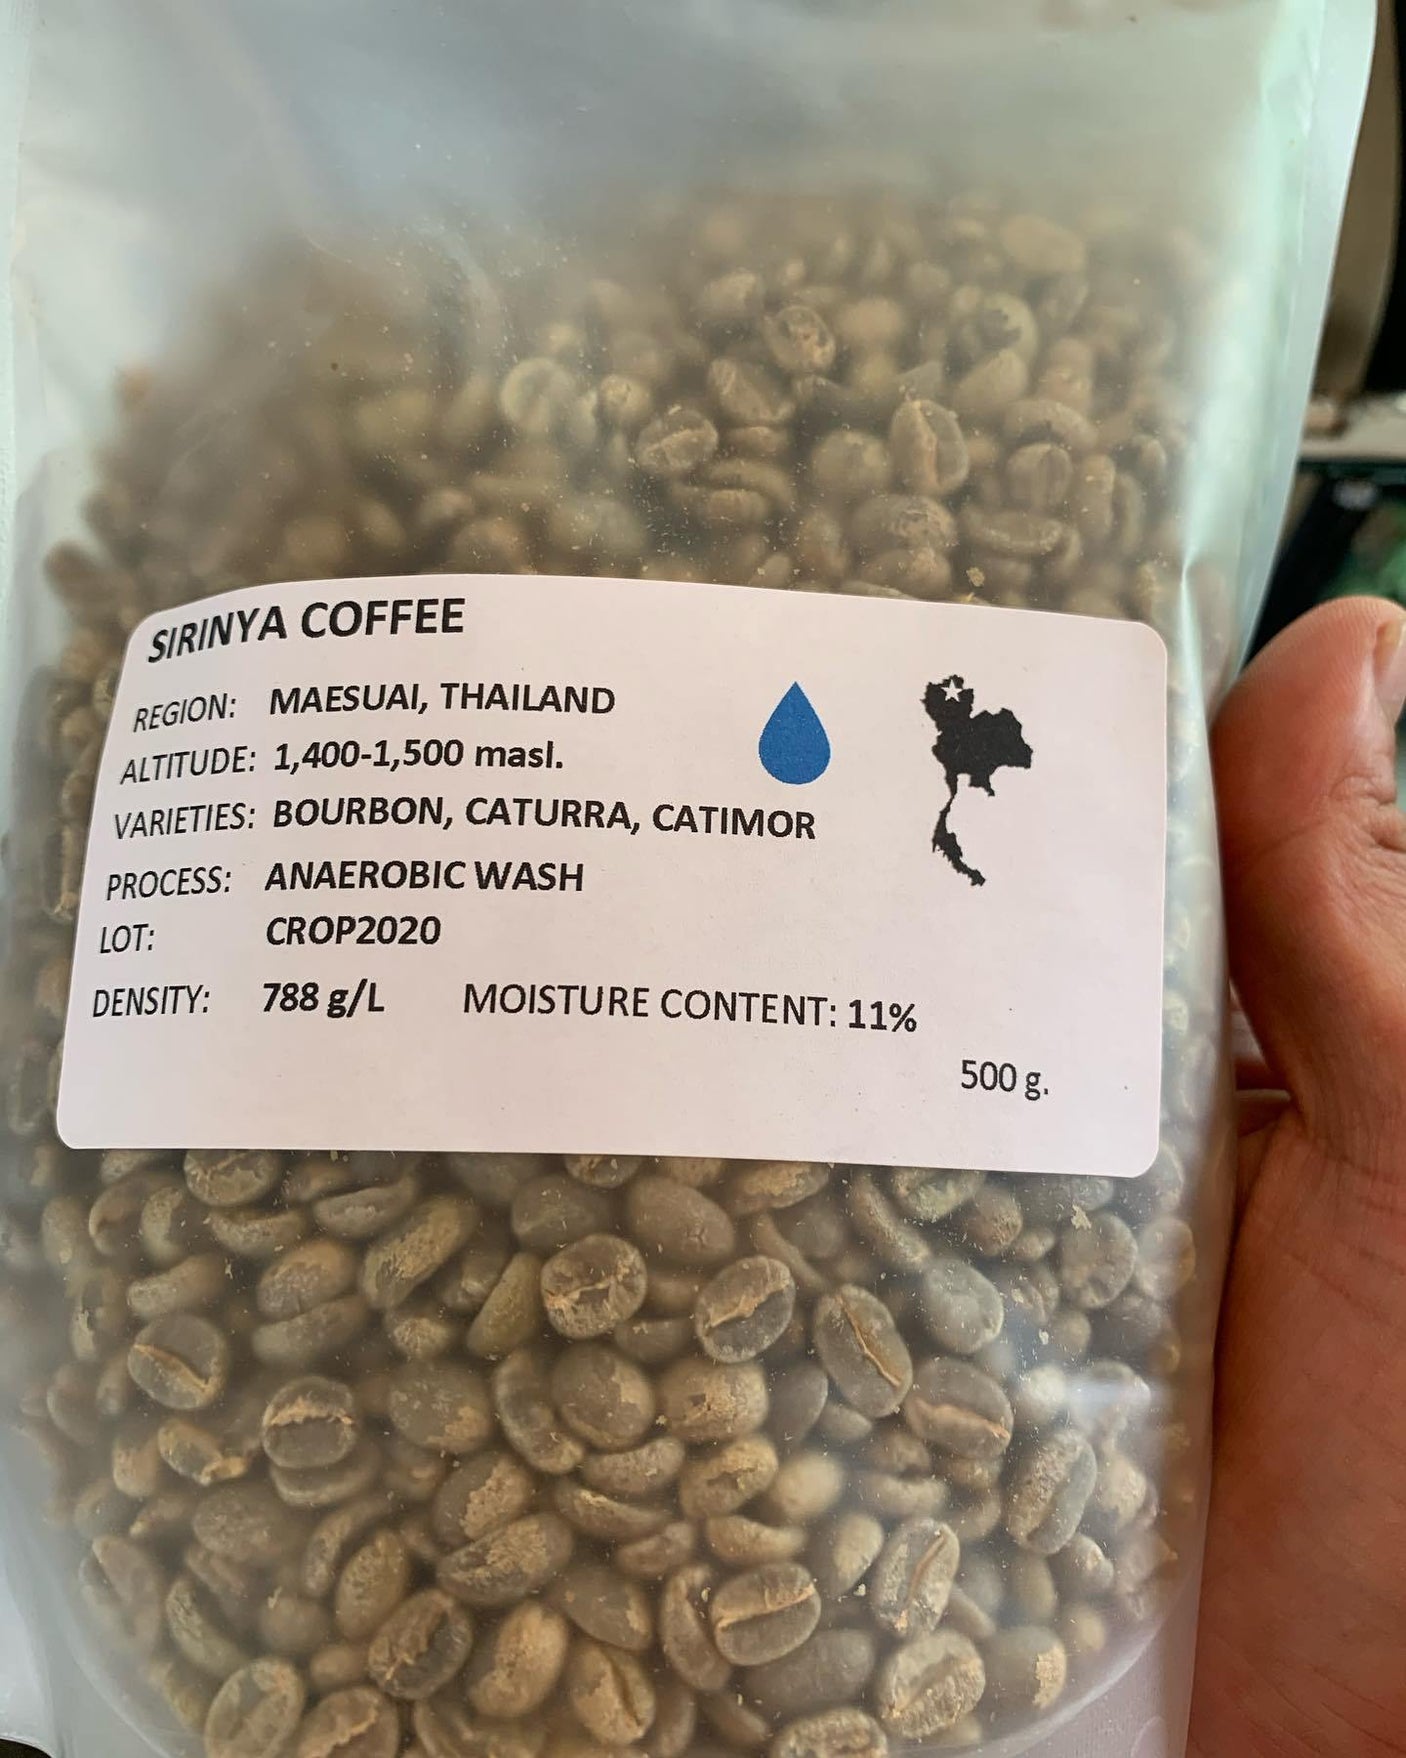 SIRINYA COFFEE
REGION: MAESUAI, THAILAND
ALTITUDE: 1,400-1,500 masl.
VARIETIES: BOURBON, CATURRA, CATIMOR
PROCESS: ANAEROBIC WASH
LOT: CROP2020
DENSITY: 788 g/L MOISTURE CONTENT: 11%
500 g.